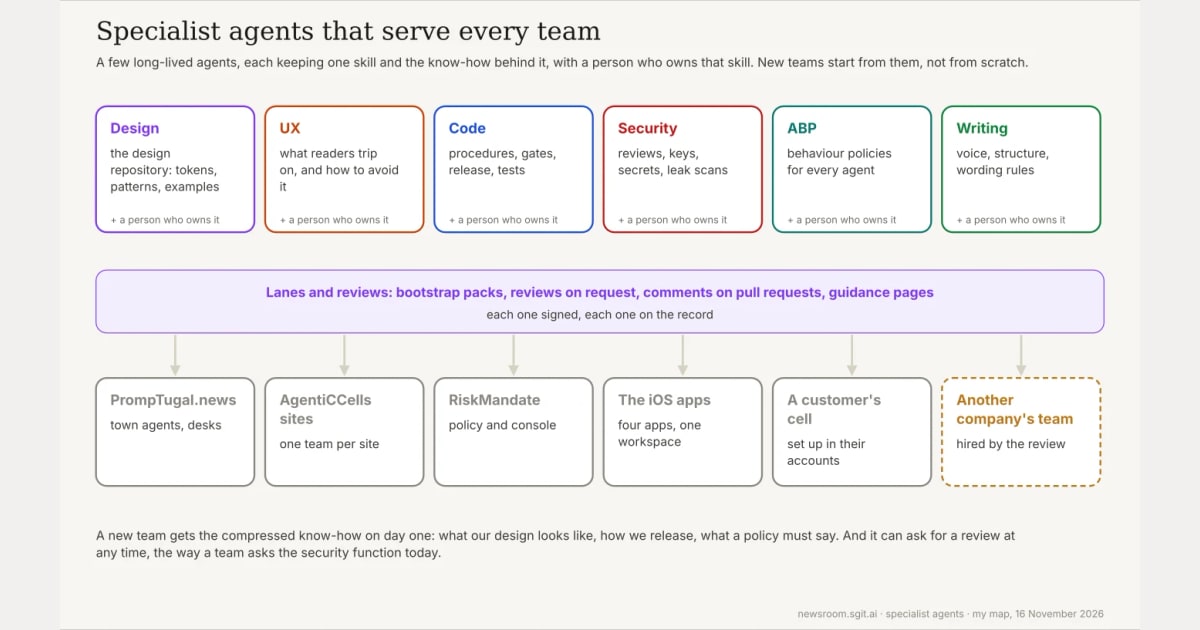 Specialist agents that serve every team
A few long-lived agents, each keeping one skill and the know-how behind it, with a person who owns that skill. New teams start from them, not from scratch.
Design
the design
repository: tokens,
patterns, examples
+ a person who owns it
UX
what readers trip
on, and how to avoid
it
+ a person who owns it
Code
procedures, gates,
release, tests
+ a person who owns it
Security
reviews, keys,
secrets, leak scans
+ a person who owns it
ABP
behaviour policies
for every agent
+ a person who owns it
Writing
voice, structure,
wording rules
+ a person who owns it
Lanes and reviews: bootstrap packs, reviews on request, comments on pull requests, guidance pages
each one signed, each one on the record
PrompTugal.news
town agents, desks
AgentiCCells
sites
one team per site
RiskMandate
policy and console
The iOS apps
four apps, one
workspace
A customer's
cell
set up in their
accounts
Another
company's team
hired by the review
A new team gets the compressed know-how on day one: what our design looks like, how we release, what a policy must say. And it can ask for a review at
any time, the way a team asks the security function today.
newsroom.sgit.ai · specialist agents · my map, 16 November 2026